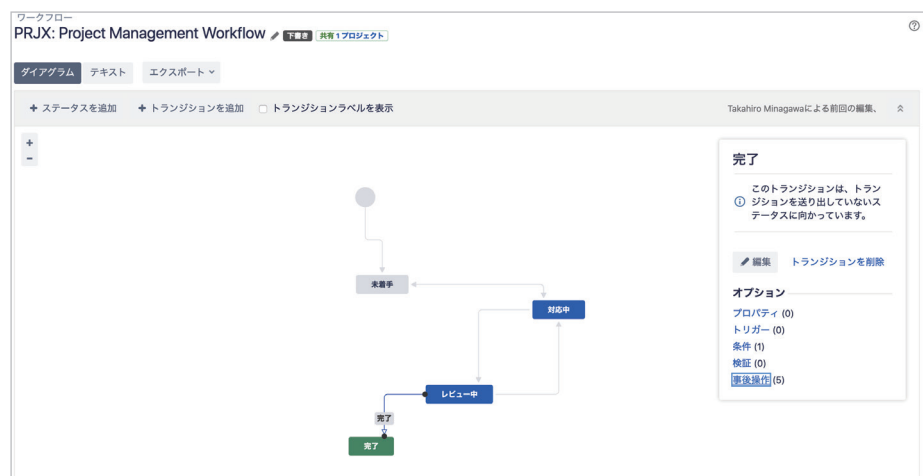 ワークフロー
PRJX: Project Management Workflow 下書き 共有 1 プロジェクト
ダイアグラム テキスト エクスポート
+ ステータスを追加 + トランジションを追加 トランジションラベルを表示 Takahiro Minagawaによる前回の編集、
+
−
完了
このトランジションは、トラン
ジションを送り出していないス
テータスに向かっています。
編集 トランジションを削除
オプション
プロパティ (0)
トリガー (0)
条件 (1)
検証 (0)
事後操作 (5)
未着手
対応中
レビュー中
完了
完了